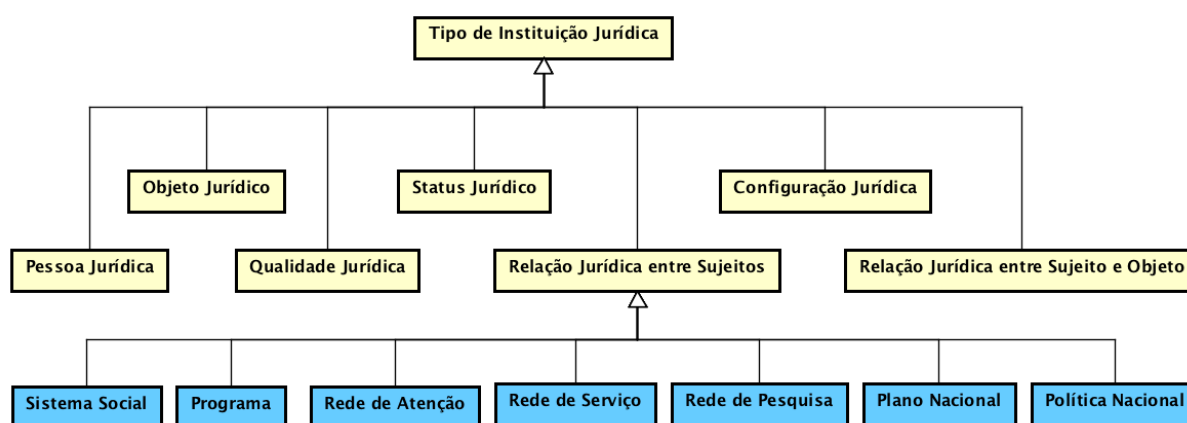 Tipo de Instituição Jurídica
Objeto Jurídico
Status Jurídico
Configuração Jurídica
Pessoa Jurídica
Qualidade Jurídica
Relação Jurídica entre Sujeitos
Relação Jurídica entre Sujeito e Objeto
Sistema Social
Programa
Rede de Atenção
Rede de Serviço
Rede de Pesquisa
Plano Nacional
Política Nacional